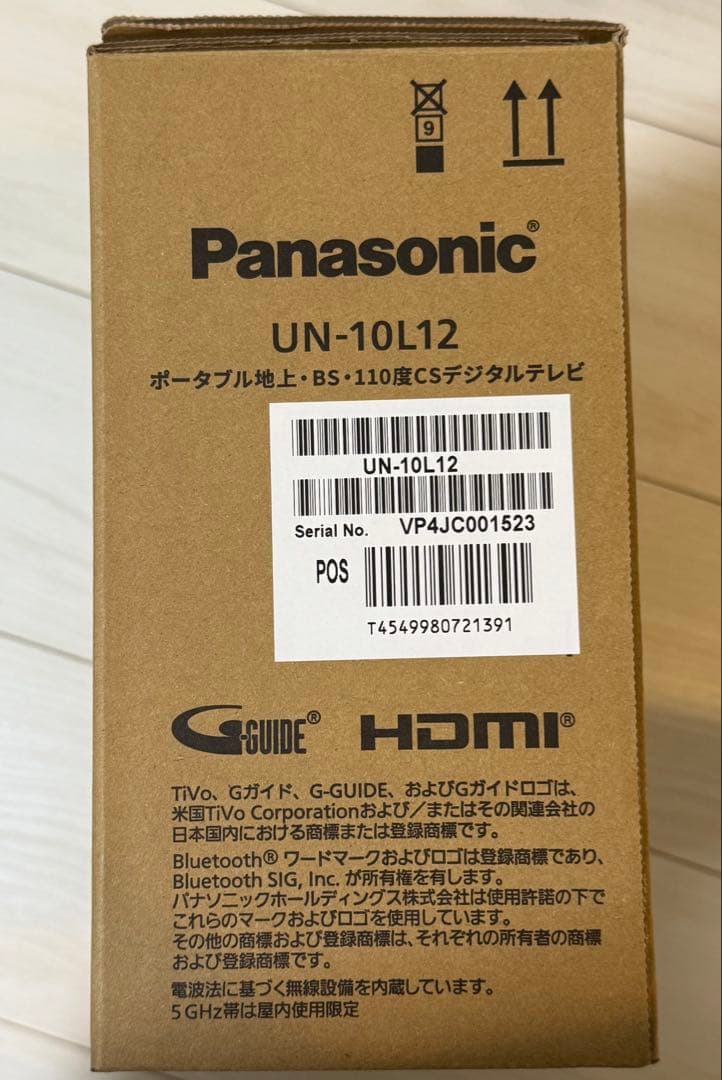 9
Panasonic®
UN-10L12
ポータブル地上・BS・110度CSデジタルテレビ
UN-10L12
Serial No. VP4JC001523
POS
T4549980721391
G-GUIDE® HDMI®
TiVo、Gガイド、G-GUIDE、およびGガイドロゴは、
米国TiVo Corporationおよび／またはその関連会社の
日本国内における商標または登録商標です。
Bluetooth® ワードマークおよびロゴは登録商標であり、
Bluetooth SIG, Inc. が所有権を有します。
パナソニックホールディングス株式会社は使用許諾の下で
これらのマークおよびロゴを使用しています。
その他の商標および登録商標は、それぞれの所有者の商標
および登録商標です。
電波法に基づく無線設備を内蔵しています。
5GHz帯は屋内使用限定